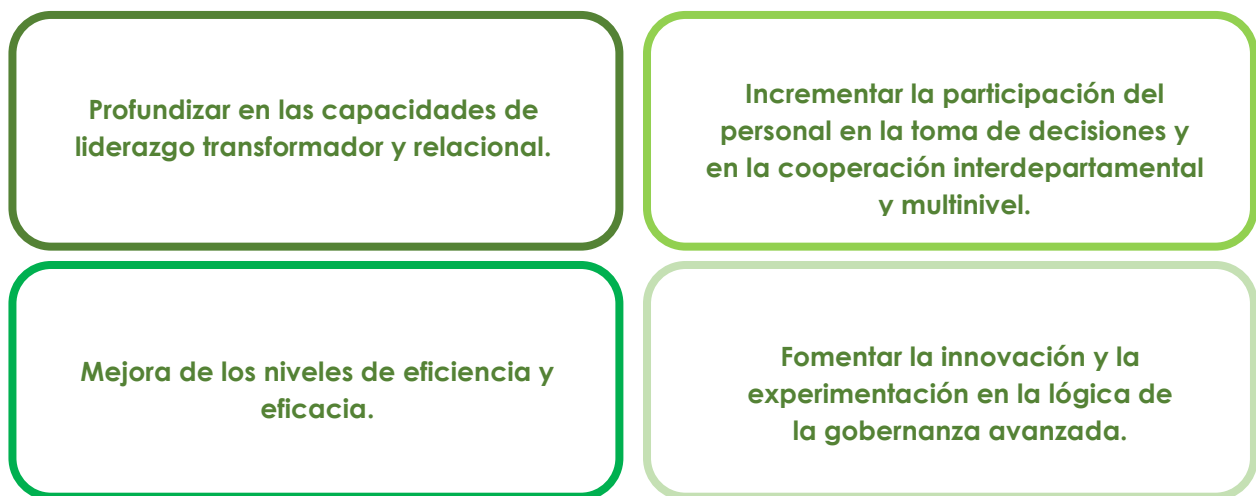 Profundizar en las capacidades de
liderazgo transformador y relacional.
Incrementar la participación del
personal en la toma de decisiones y
en la cooperación interdepartamental
y multinivel.
Mejora de los niveles de eficiencia y
eficacia.
Fomentar la innovación y la
experimentación en la lógica de
la gobernanza avanzada.